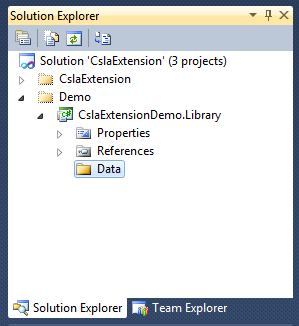 Solution Explorer
Solution 'CslaExtension' (3 projects)
CslaExtension
Demo
CslaExtensionDemo.Library
Properties
References
Data
Solution Explorer Team Explorer